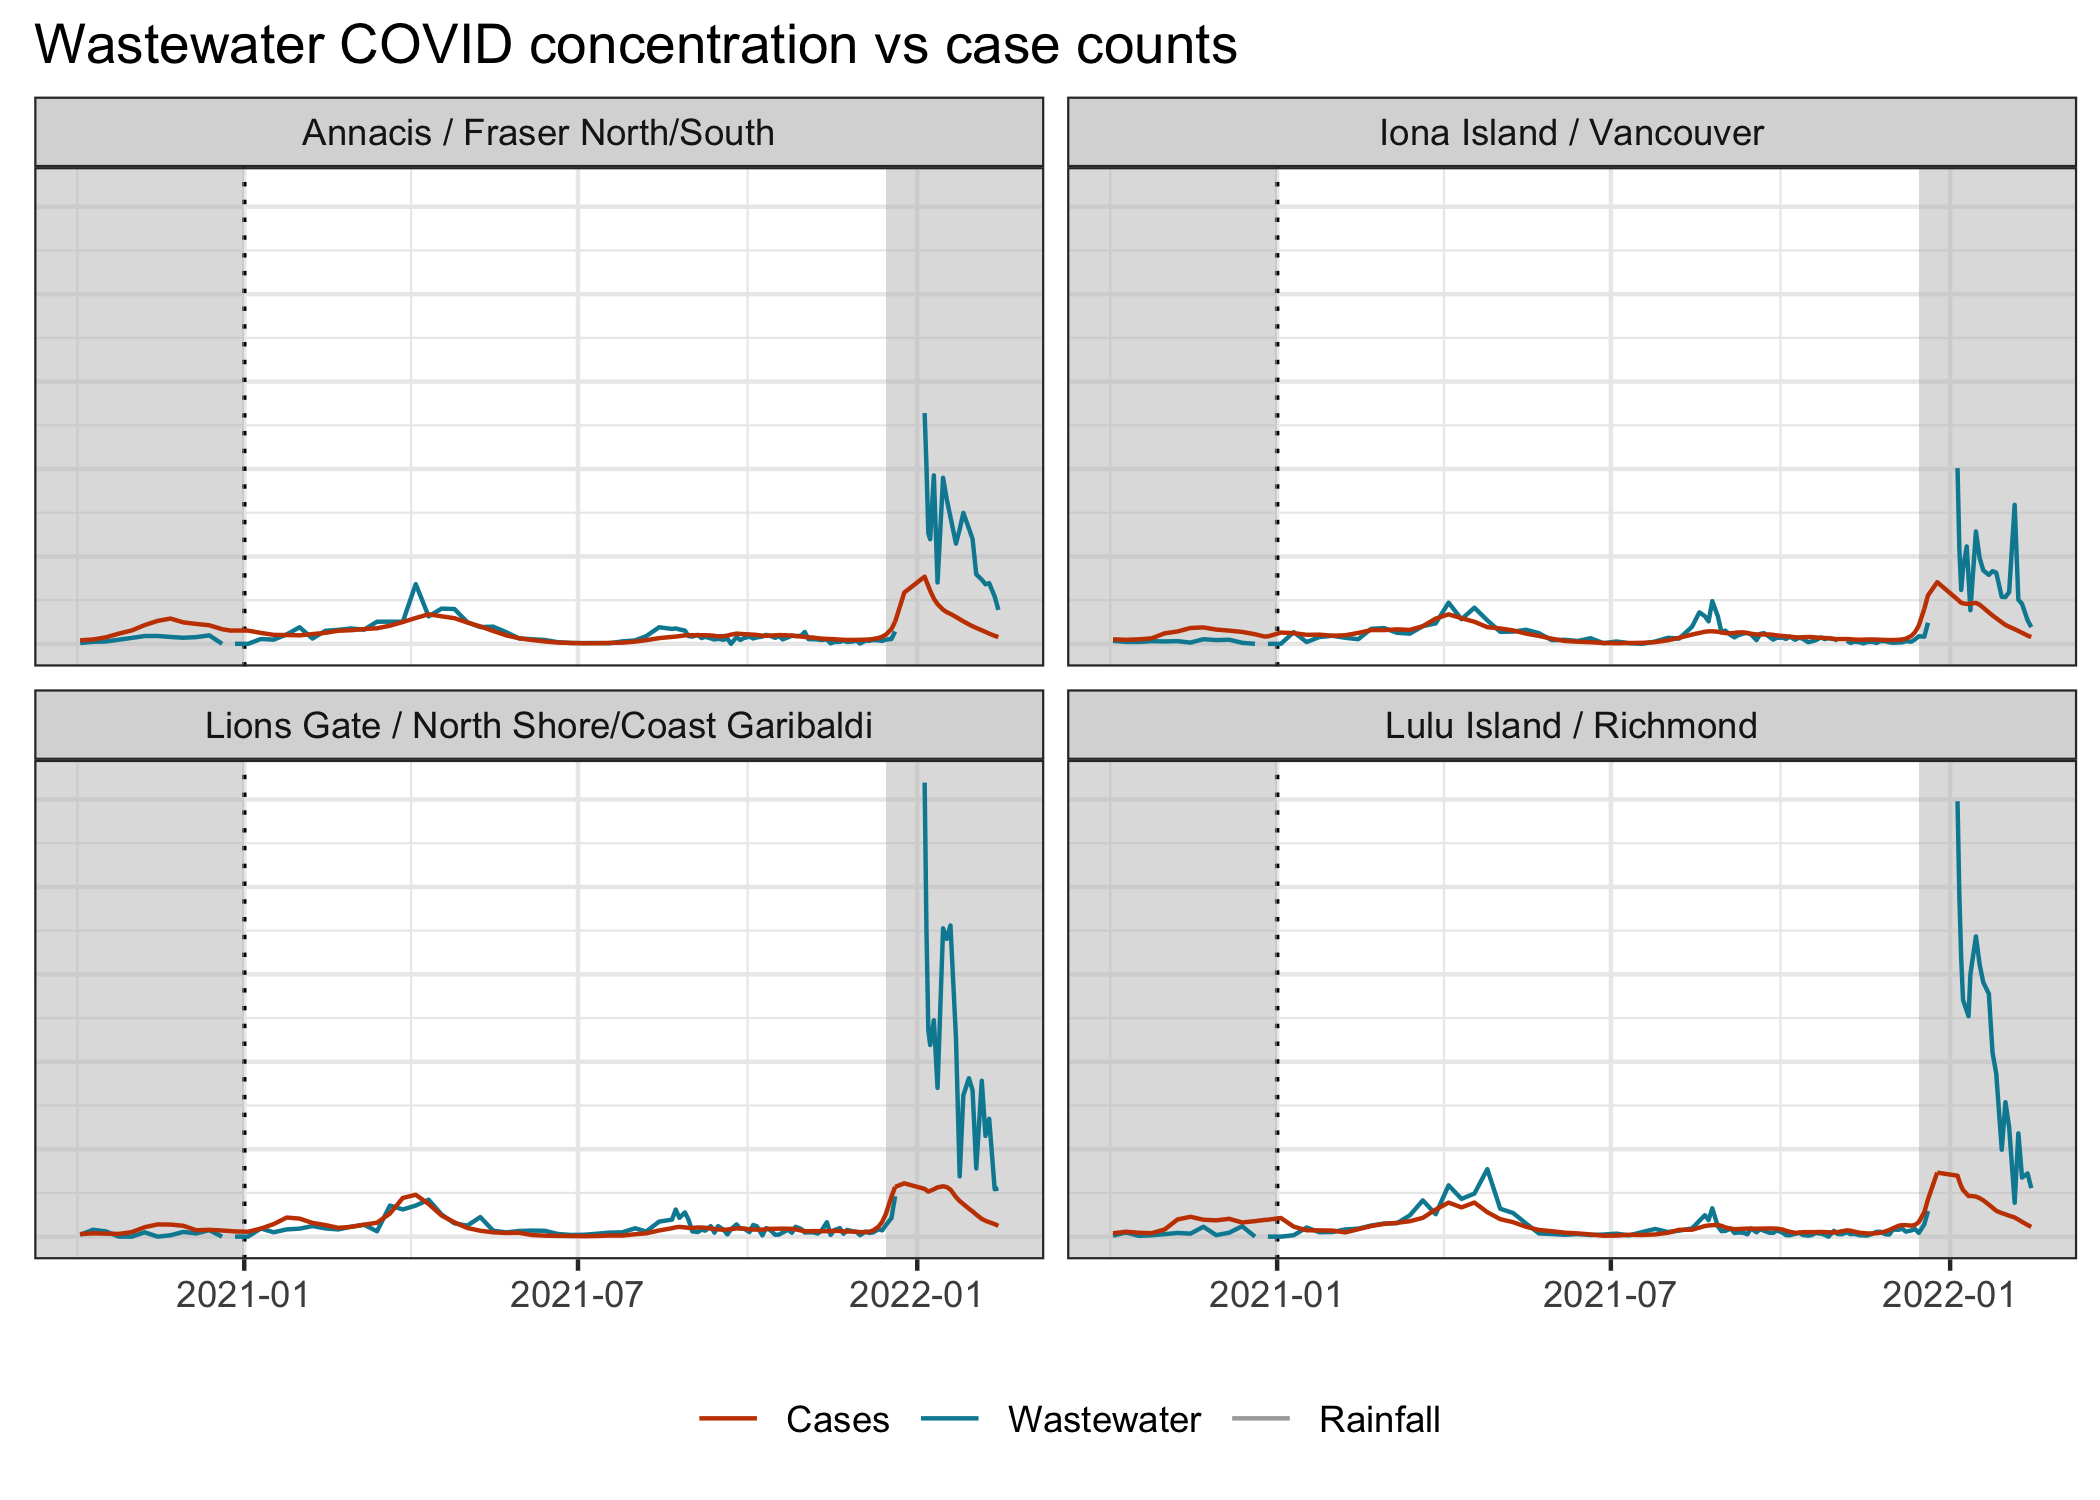 Wastewater COVID concentration vs case counts
Annacis / Fraser North/South
Iona Island / Vancouver
Lions Gate / North Shore/Coast Garibaldi
Lulu Island / Richmond
2021-01 2021-07 2022-01 2021-01 2021-07 2022-01
Cases Wastewater Rainfall